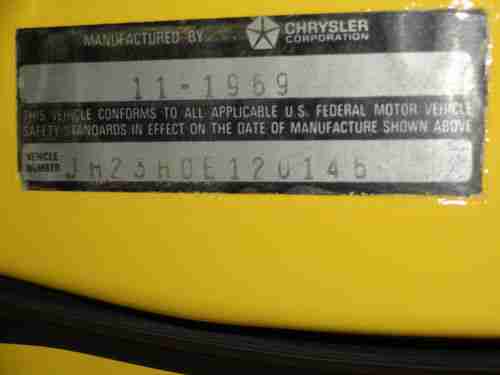 MANUFACTURED BY CHRYSLER CORPORATION
11-1969
THIS VEHICLE CONFORMS TO ALL APPLICABLE U.S. FEDERAL MOTOR VEHICLE
SAFETY STANDARDS IN EFFECT ON THE DATE OF MANUFACTURE SHOWN ABOVE
VEHICLE NUMBER JH23H0E120146